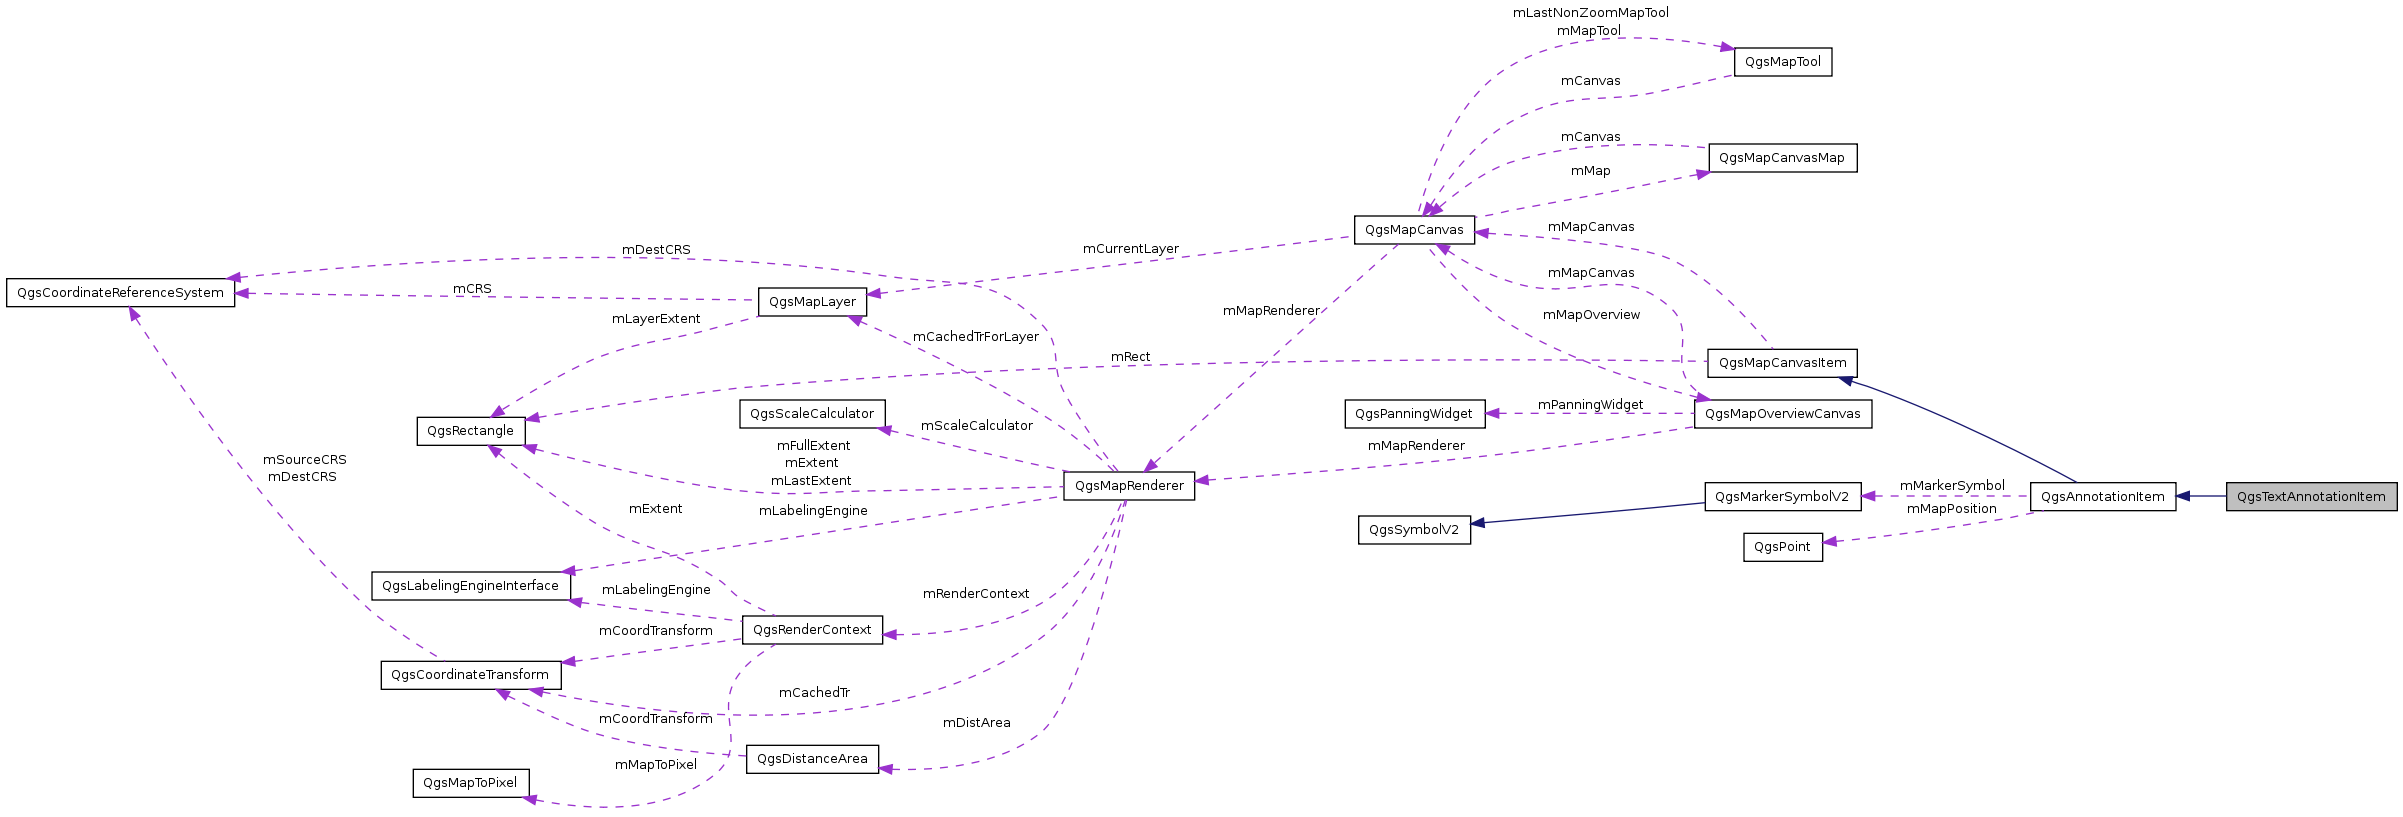 mLastNonZoomMapTool
mMapTool
QgsMapTool
mCanvas
mCanvas
QgsMapCanvasMap
mMap
QgsMapCanvas
mMapCanvas
mDestCRS
mCurrentLayer
mMapCanvas
QgsCoordinateReferenceSystem
mCRS
QgsMapLayer
mLayerExtent
mMapRenderer
mMapOverview
mCachedTrForLayer
mRect
QgsMapCanvasItem
QgsScaleCalculator
QgsPanningWidget
mPanningWidget
QgsMapOverviewCanvas
QgsRectangle
mScaleCalculator
mFullExtent
mExtent
mLastExtent
mMapRenderer
mSourceCRS
mDestCRS
QgsMapRenderer
mMarkerSymbol
QgsMarkerSymbolV2
QgsAnnotationItem
QgsTextAnnotationItem
mExtent
mLabelingEngine
mMapPosition
QgsSymbolV2
QgsPoint
QgsLabelingEngineInterface
mLabelingEngine
mRenderContext
mCoordTransform
QgsRenderContext
QgsCoordinateTransform
mCachedTr
mCoordTransform
mDistArea
mMapToPixel
QgsDistanceArea
QgsMapToPixel